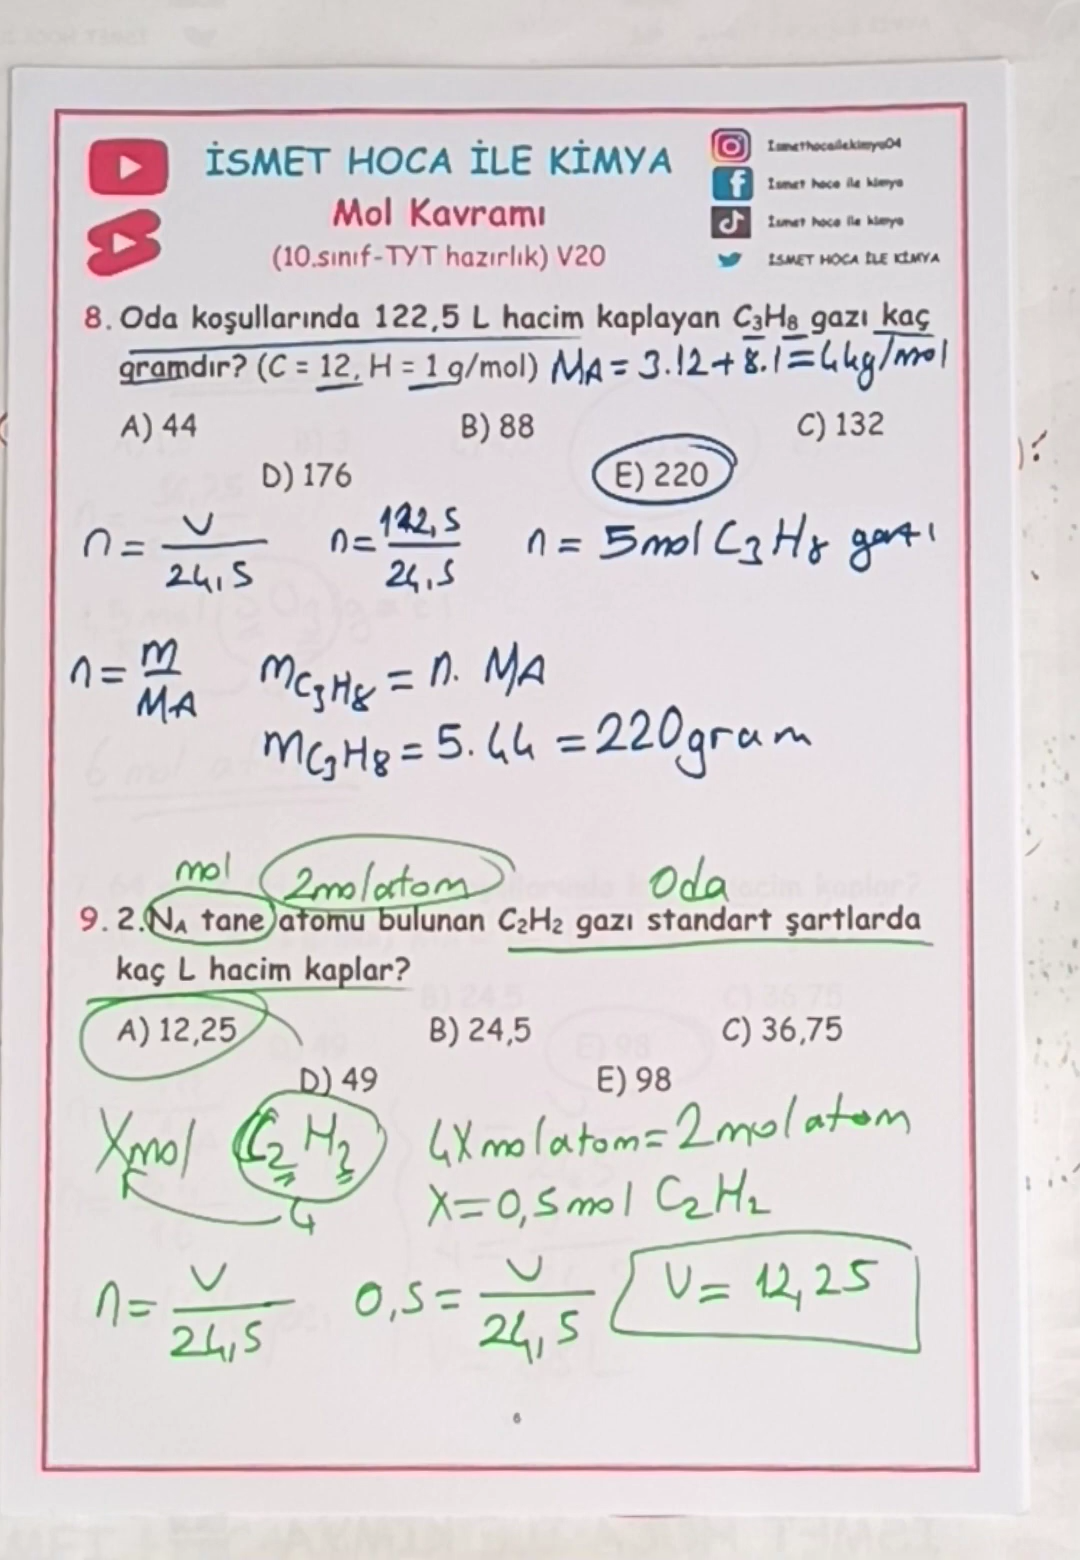 İSMET HOCA İLE KİMYA
Mol Kavramı
(10.sınıf-TYT hazırlık) V20
Ismethocailekimya04
Ismet hoca ile kimya
Ismet hoca ile kimya
ISMET HOCA İLE KİMYA
8. Oda koşullarında 122,5 L hacim kaplayan C₃H₈ gazı kaç
gramdır? (C = 12, H = 1 g/mol) MA = 3.12 + 8.1 = 44g/mol
A) 44 B) 88 C) 132
D) 176 E) 220
n = V/24,5 n = 122,5/24,5 n = 5mol C₃H₈ gazı
n = m/MA mC₃H₈ = n. MA
mC₃H₈ = 5.44 = 220gram
mol 2molatom Oda
9. 2.NA tane atomu bulunan C₂H₂ gazı standart şartlarda
kaç L hacim kaplar?
A) 12,25 B) 24,5 C) 36,75
D) 49 E) 98
Xmol C₂H₂ 4Xmolatom = 2molatom
4 X = 0,5mol C₂H₂
n = V/24,5 0,5 = V/24,5 V = 12,25
6